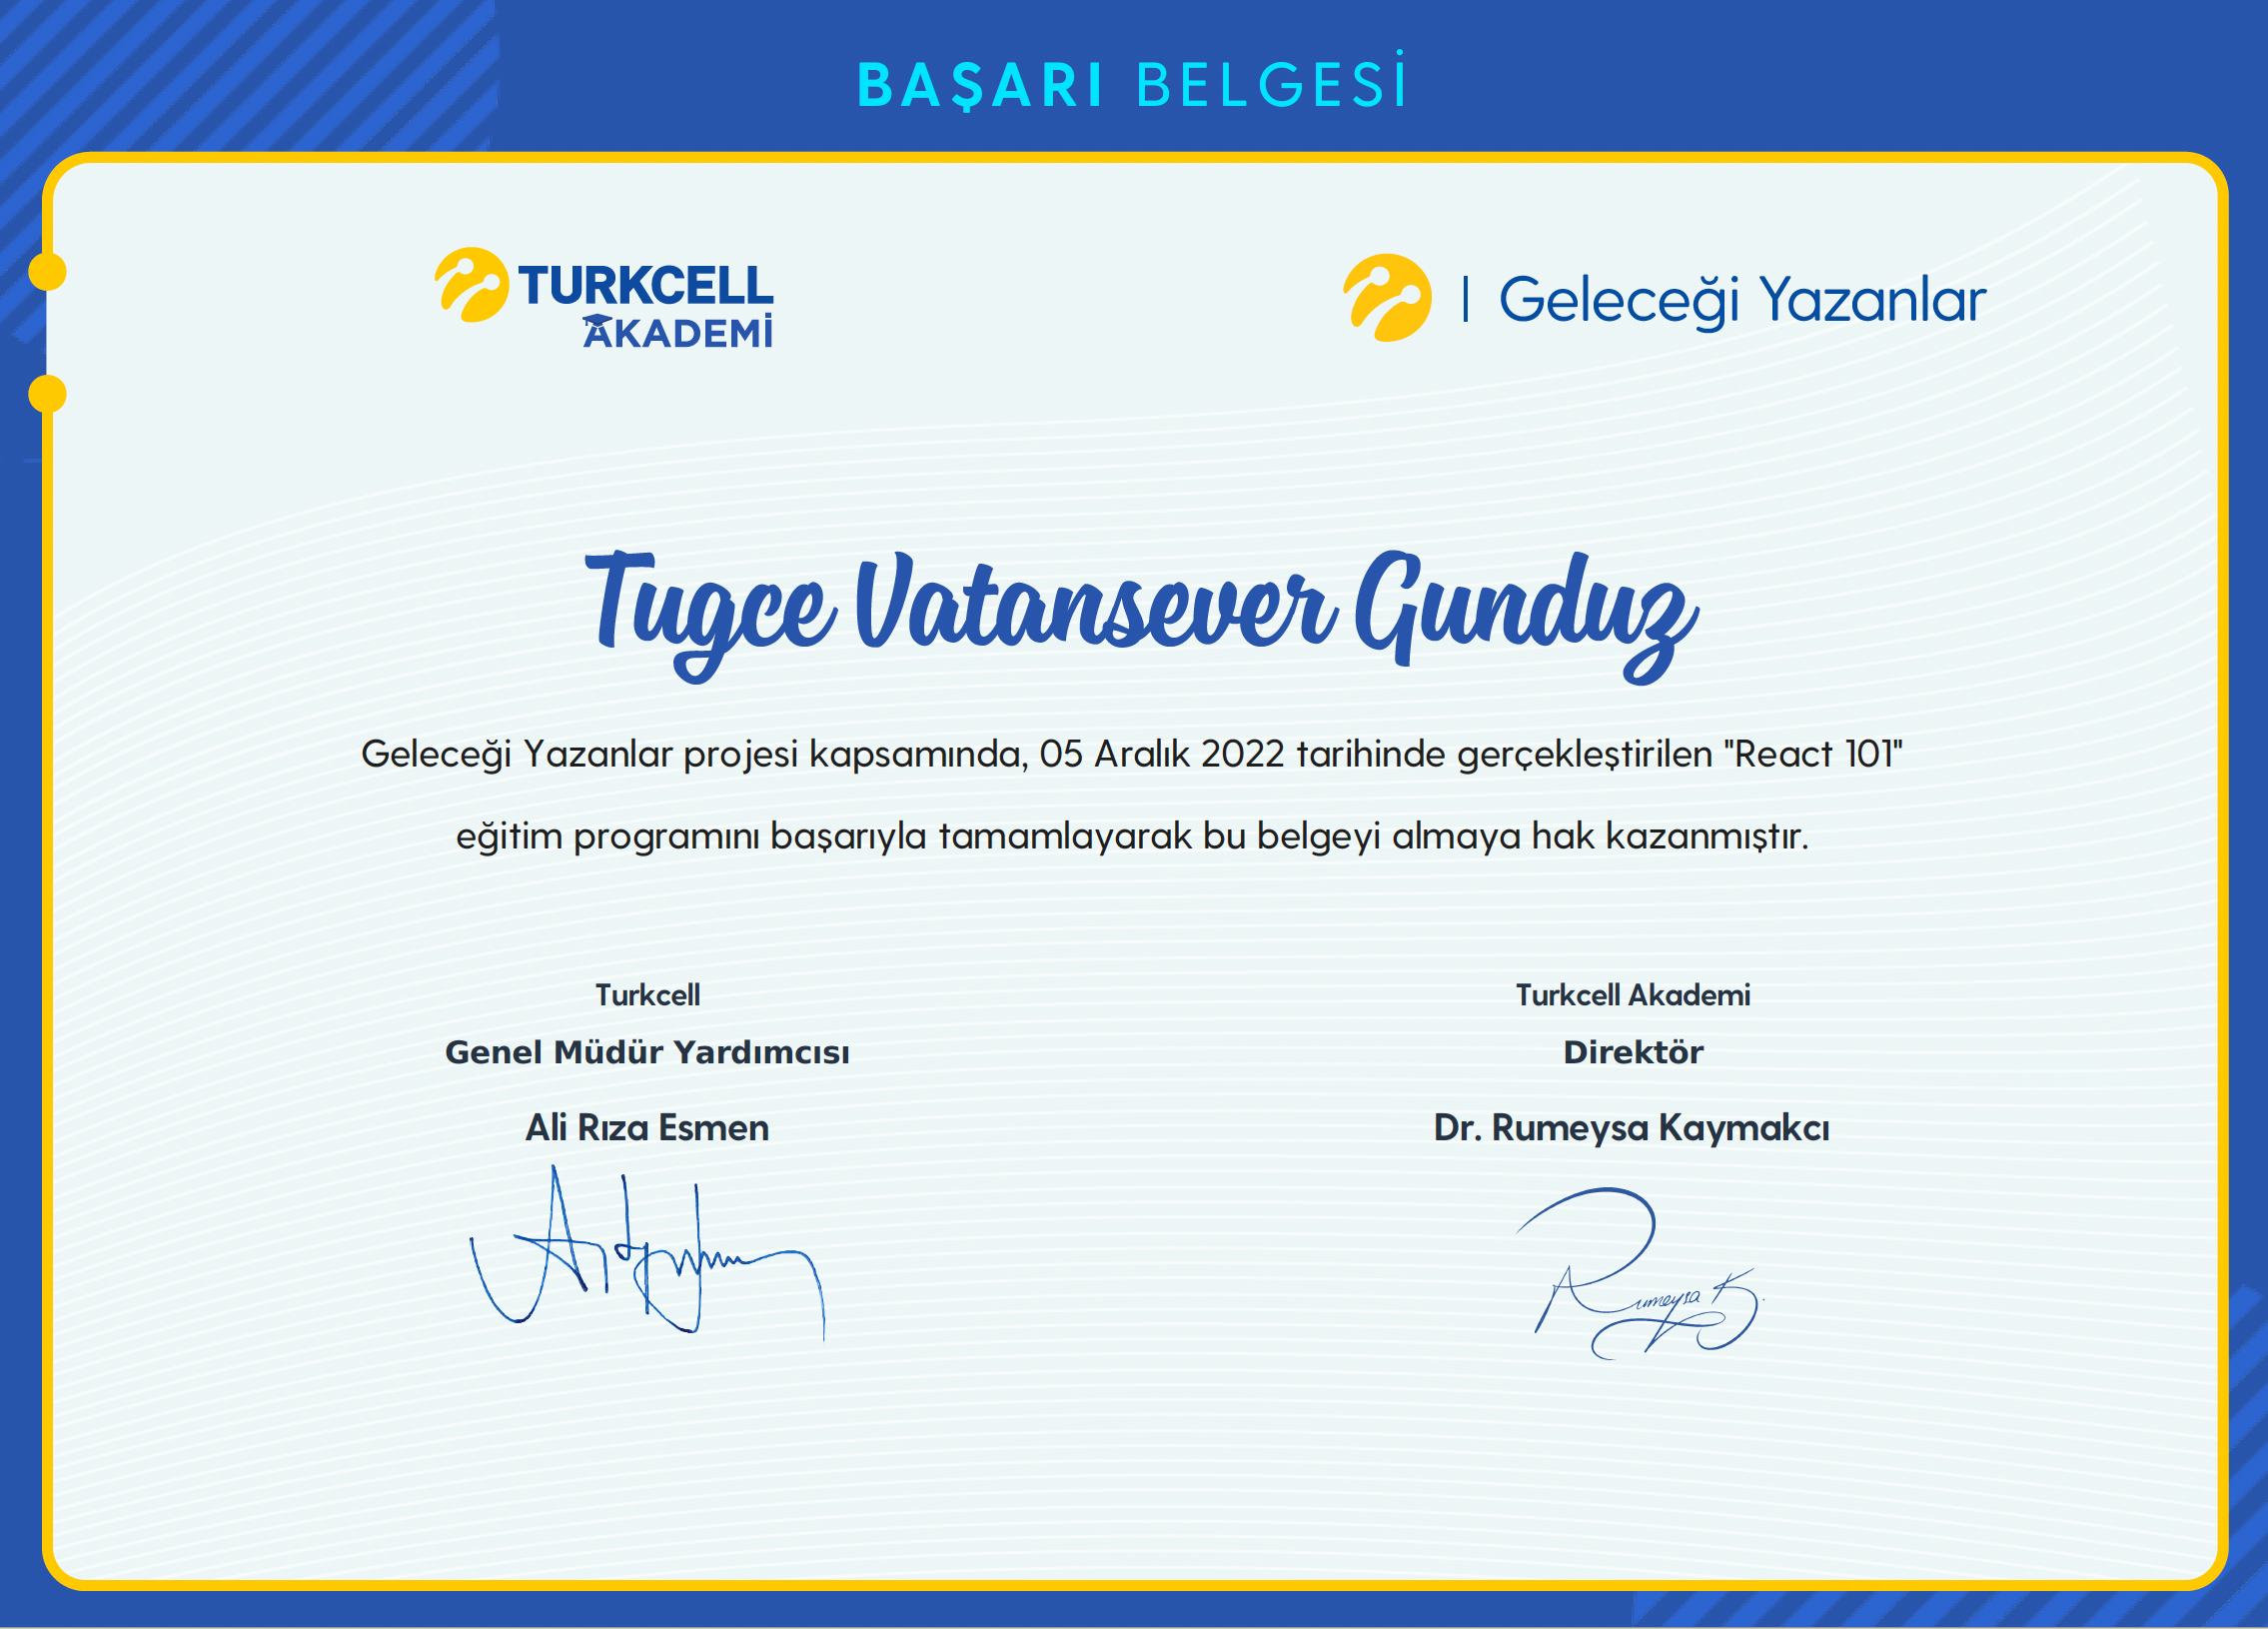 BAŞARI BELGESİ
TURKCELL
AKADEMİ
| Geleceği Yazanlar
Tugce Vatansever Gunduz
Geleceği Yazanlar projesi kapsamında, 05 Aralık 2022 tarihinde gerçekleştirilen "React 101"
eğitim programını başarıyla tamamlayarak bu belgeyi almaya hak kazanmıştır.
Turkcell
Genel Müdür Yardımcısı
Ali Rıza Esmen
Turkcell Akademi
Direktör
Dr. Rumeysa Kaymakcı
Rumeysa K.